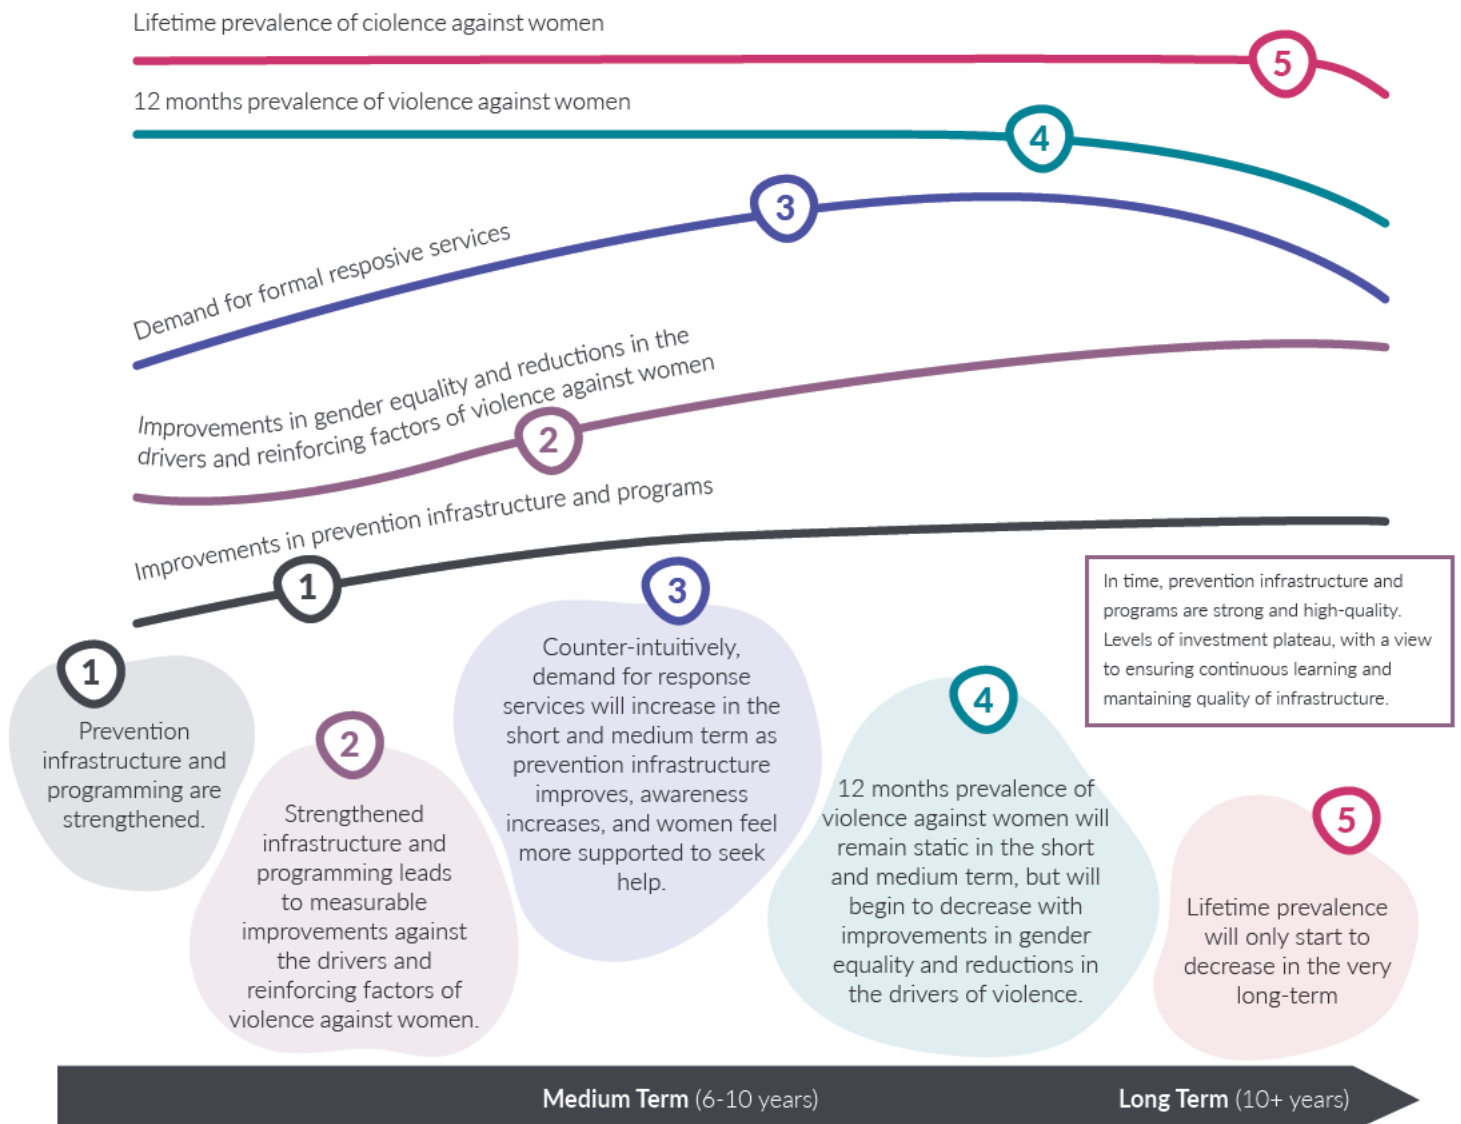 Lifetime prevalence of ciolence against women
5
12 months prevalence of violence against women
4
3
Demand for formal resposive services
Improvements in gender equality and reductions in the
drivers and reinforcing factors of violence against women
2
Improvements in prevention infrastructure and programs
1
1
Prevention
infrastructure and
programming are
strengthened.
2
Strengthened
infrastructure and
programming leads
to measurable
improvements against
the drivers and
reinforcing factors of
violence against women.
3
Counter-intuitively,
demand for response
services will increase in the
short and medium term as
prevention infrastructure
improves, awareness
increases, and women feel
more supported to seek
help.
4
12 months prevalence of
violence against women will
remain static in the short
and medium term, but will
begin to decrease with
improvements in gender
equality and reductions in
the drivers of violence.
In time, prevention infrastructure and
programs are strong and high-quality.
Levels of investment plateau, with a view
to ensuring continuous learning and
mantaining quality of infrastructure.
5
Lifetime prevalence
will only start to
decrease in the very
long-term
Medium Term (6-10 years)
Long Term (10+ years)